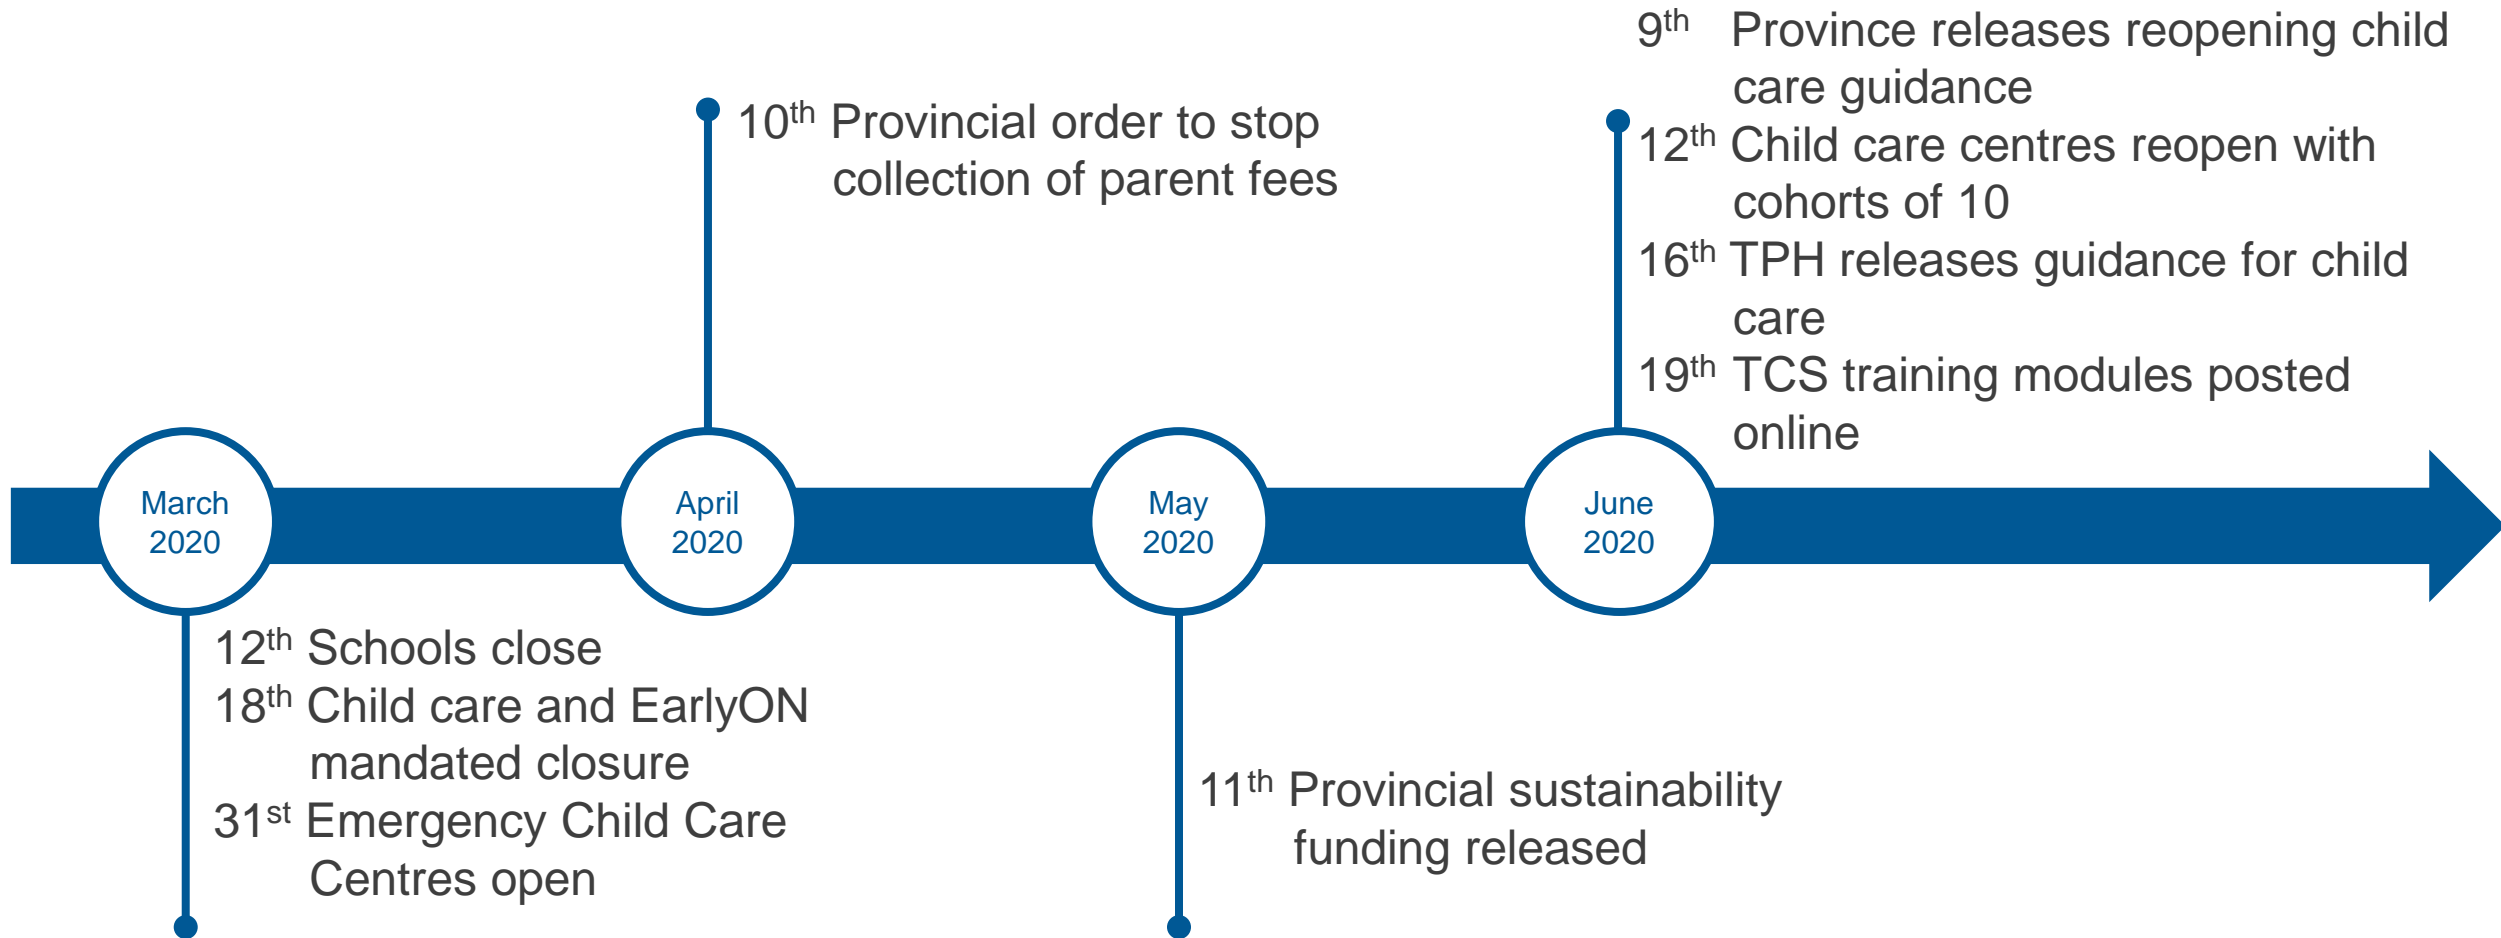 March
2020
12th Schools close
18th Child care and EarlyON
mandated closure
31st Emergency Child Care
Centres open
April
2020
10th Provincial order to stop
collection of parent fees
May
2020
11th Provincial sustainability
funding released
June
2020
9th Province releases reopening child
care guidance
12th Child care centres reopen with
cohorts of 10
16th TPH releases guidance for child
care
19th TCS training modules posted
online